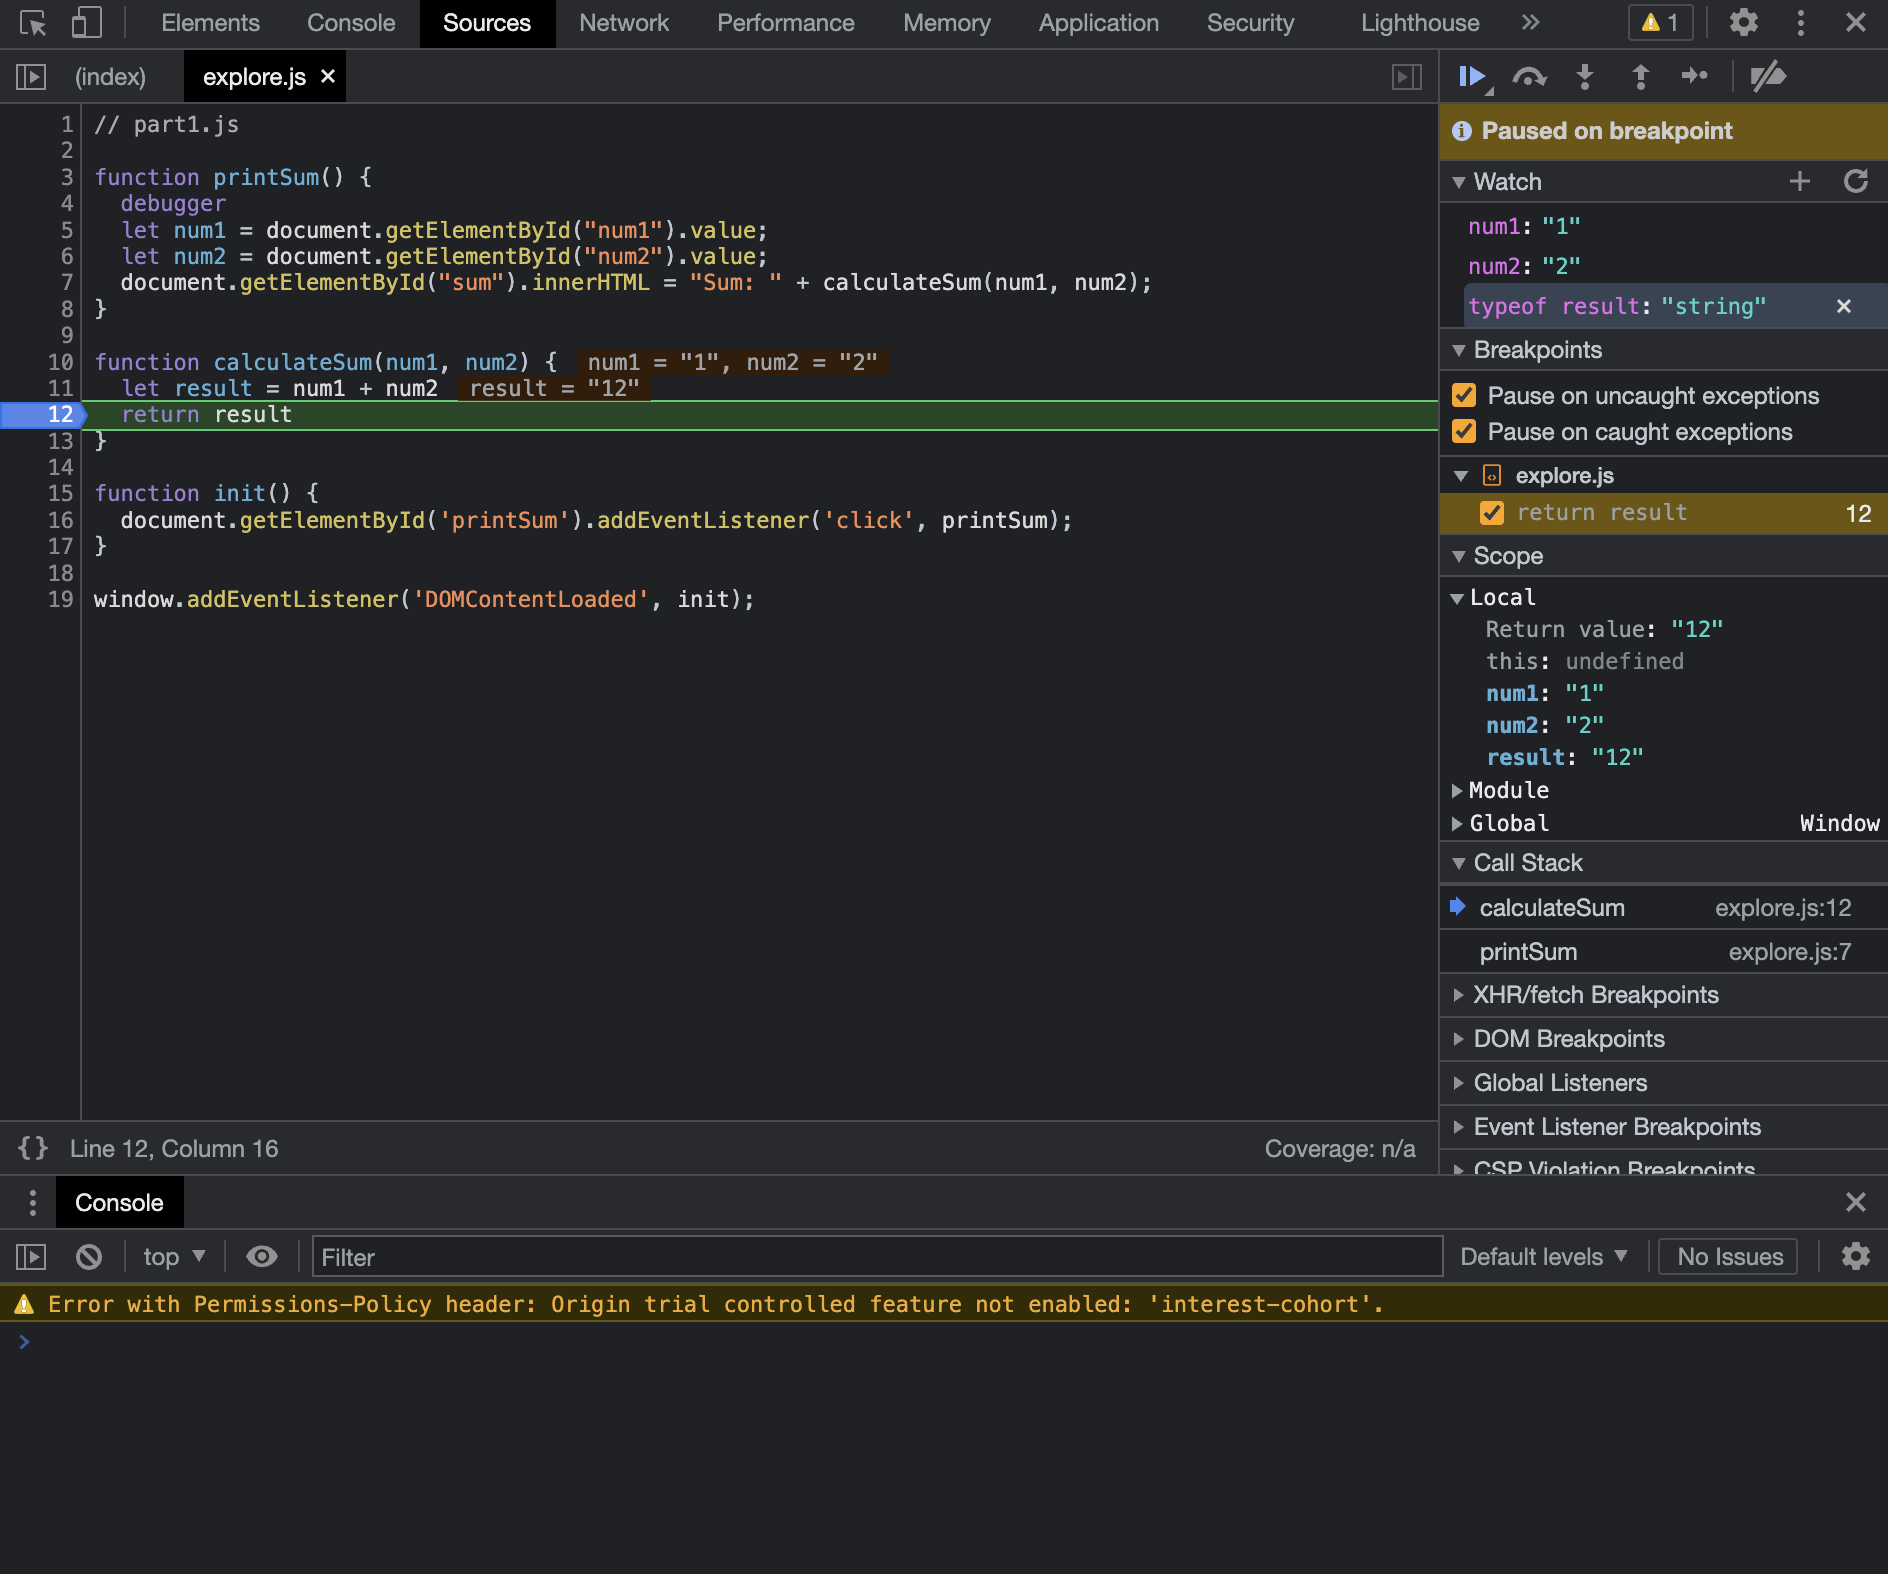 Elements Console Sources Network Performance Memory Application Security Lighthouse » 1
(index) explore.js ×
1 // part1.js
2
3 function printSum() {
4   debugger
5   let num1 = document.getElementById("num1").value;
6   let num2 = document.getElementById("num2").value;
7   document.getElementById("sum").innerHTML = "Sum: " + calculateSum(num1, num2);
8 }
9
10 function calculateSum(num1, num2) { num1 = "1", num2 = "2"
11   let result = num1 + num2 result = "12"
12   return result
13 }
14
15 function init() {
16   document.getElementById('printSum').addEventListener('click', printSum);
17 }
18
19 window.addEventListener('DOMContentLoaded', init);
{} Line 12, Column 16 Coverage: n/a
Paused on breakpoint
Watch
num1: "1"
num2: "2"
typeof result: "string" ×
Breakpoints
Pause on uncaught exceptions
Pause on caught exceptions
explore.js
return result 12
Scope
Local
Return value: "12"
this: undefined
num1: "1"
num2: "2"
result: "12"
Module
Global Window
Call Stack
calculateSum explore.js:12
printSum explore.js:7
XHR/fetch Breakpoints
DOM Breakpoints
Global Listeners
Event Listener Breakpoints
CSP Violation Breakpoints
Console
top Filter Default levels No Issues
Error with Permissions-Policy header: Origin trial controlled feature not enabled: 'interest-cohort'.
>